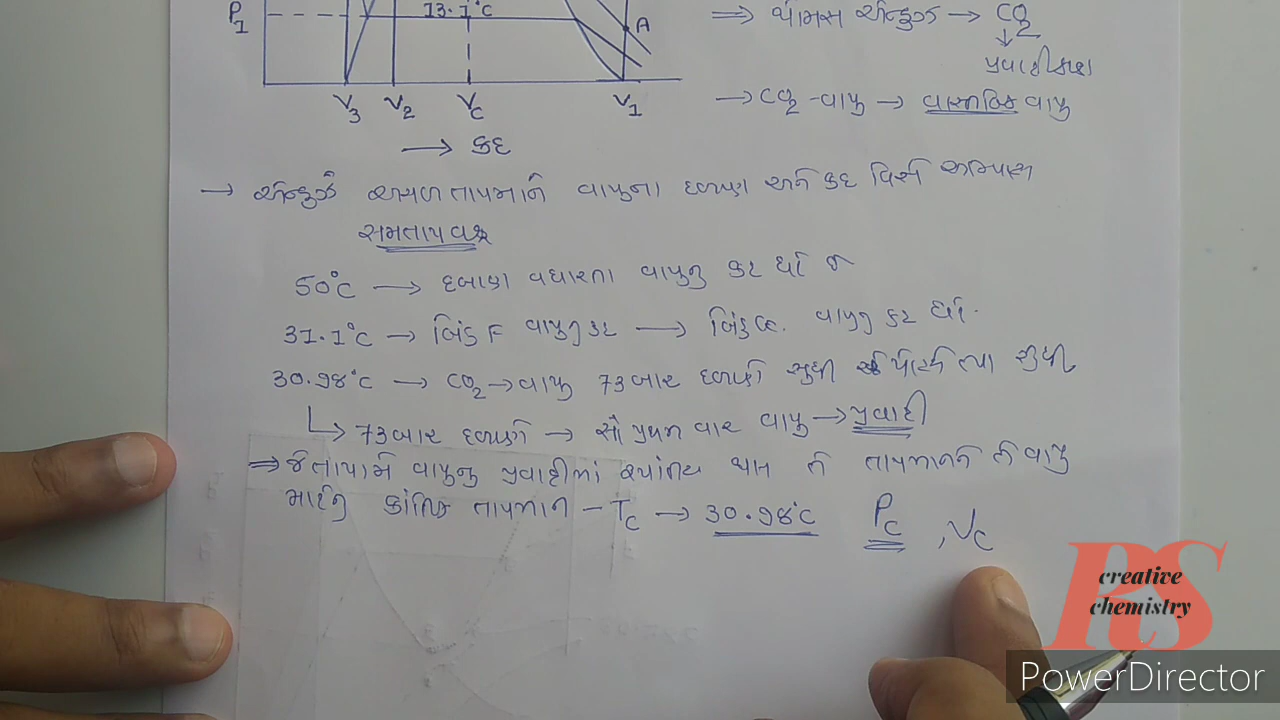 P1
13.1°C
A
V3 V2 Vc V1
→ કદ
⇒ થોમસ એન્ડ્રુઝ → CO2
↓
પ્રવાહીકરણ
→ CO2 - વાયુ → વાસ્તવિક વાયુ
→ એન્ડ્રુઝે અચળ તાપમાને વાયુના દબાણ અને કદ વિશે અભ્યાસ
સમતાપ વક્ર
50°C → દબાણ વધારતા વાયુનુ કદ ઘટે
31.1°C → બિંદુ F વાયુનુ કદ → બિંદુ વાયુનુ કદ ઘટે.
30.98°C → CO2 → વાયુ 73 બાર દબાણ સુધી ત્યા સુધી
↳ 73 બાર દબાણે → સૌ પ્રથમ વાર વાયુ → પ્રવાહી
⇒ જે તાપમાને વાયુનુ પ્રવાહીમાં રૂપાંતર થાય તે તાપમાનને તે વાયુ
માટેનુ ક્રાંતિક તાપમાન - Tc → 30.98°C Pc , Vc
RS
creative
chemistry
PowerDirector